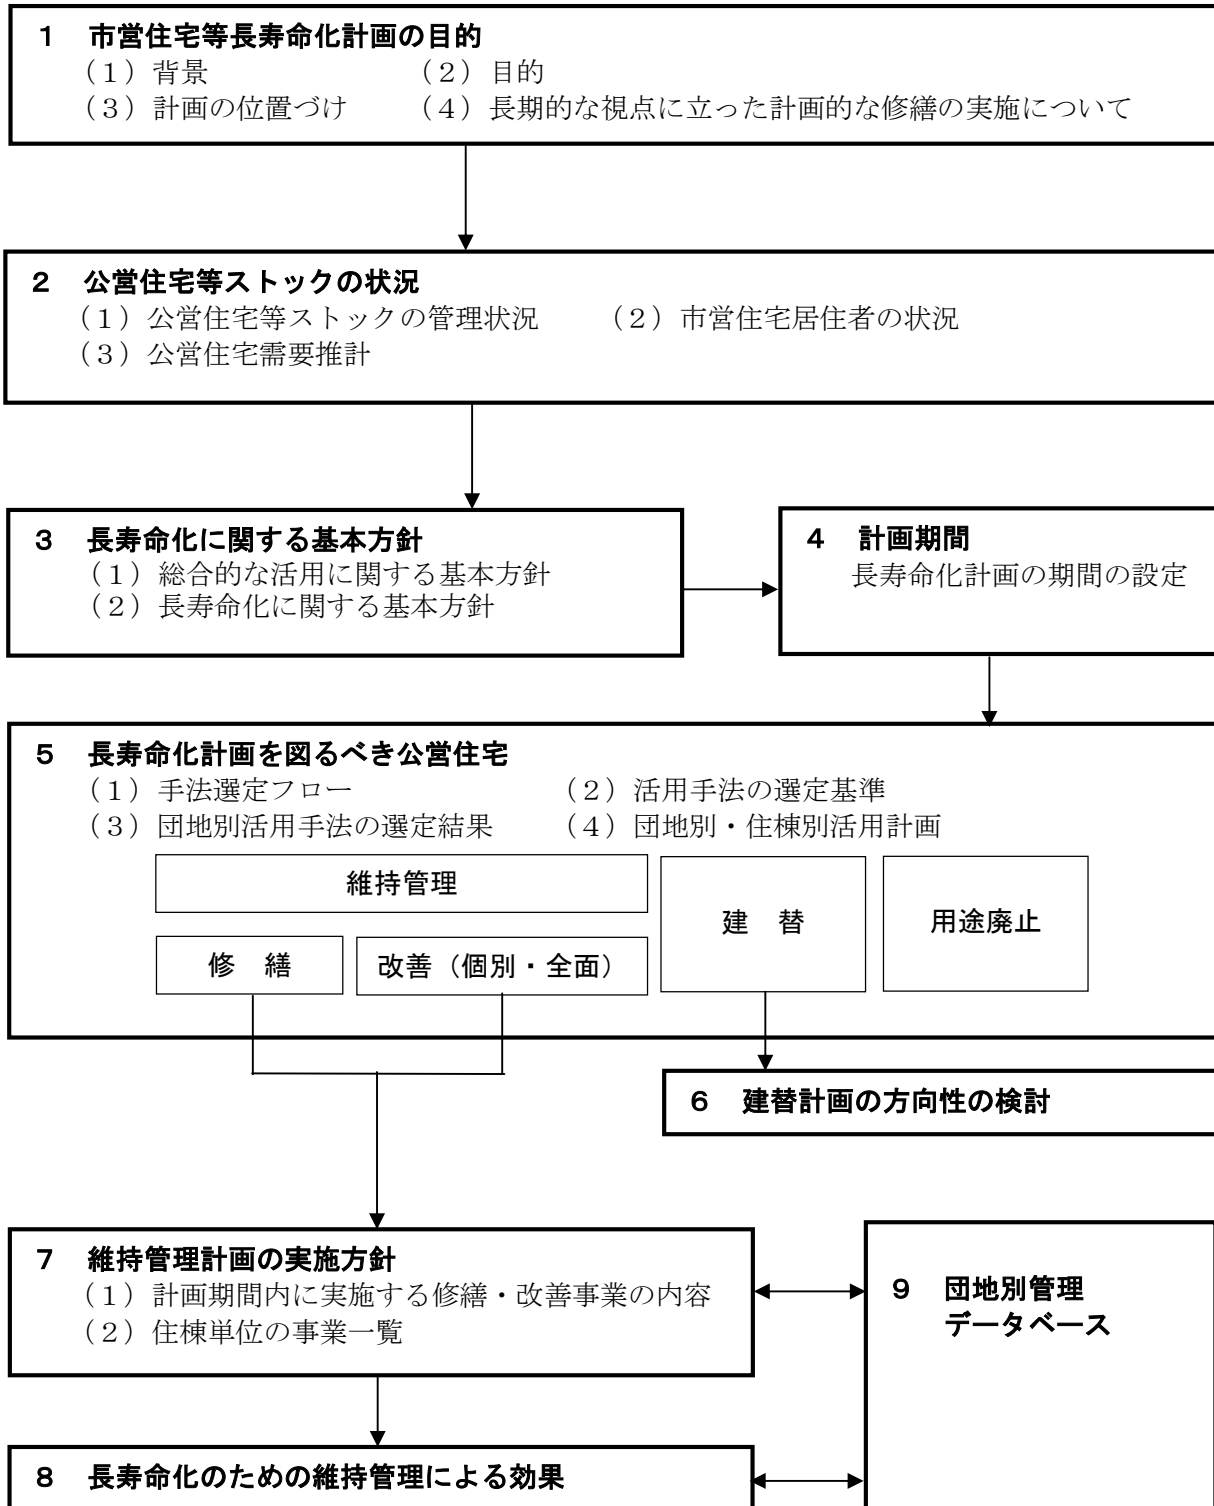 １　市営住宅等長寿命化計画の目的
（１）背景　　　　　　（２）目的
（３）計画の位置づけ　　（４）長期的な視点に立った計画的な修繕の実施について
２　公営住宅等ストックの状況
（１）公営住宅等ストックの管理状況　　（２）市営住宅居住者の状況
（３）公営住宅需要推計
３　長寿命化に関する基本方針
（１）総合的な活用に関する基本方針
（２）長寿命化に関する基本方針
４　計画期間
長寿命化計画の期間の設定
５　長寿命化計画を図るべき公営住宅
（１）手法選定フロー　　　　　　（２）活用手法の選定基準
（３）団地別活用手法の選定結果　　（４）団地別・住棟別活用計画
維持管理
修　繕
改善（個別・全面）
建　替
用途廃止
６　建替計画の方向性の検討
７　維持管理計画の実施方針
（１）計画期間内に実施する修繕・改善事業の内容
（２）住棟単位の事業一覧
９　団地別管理
データベース
８　長寿命化のための維持管理による効果